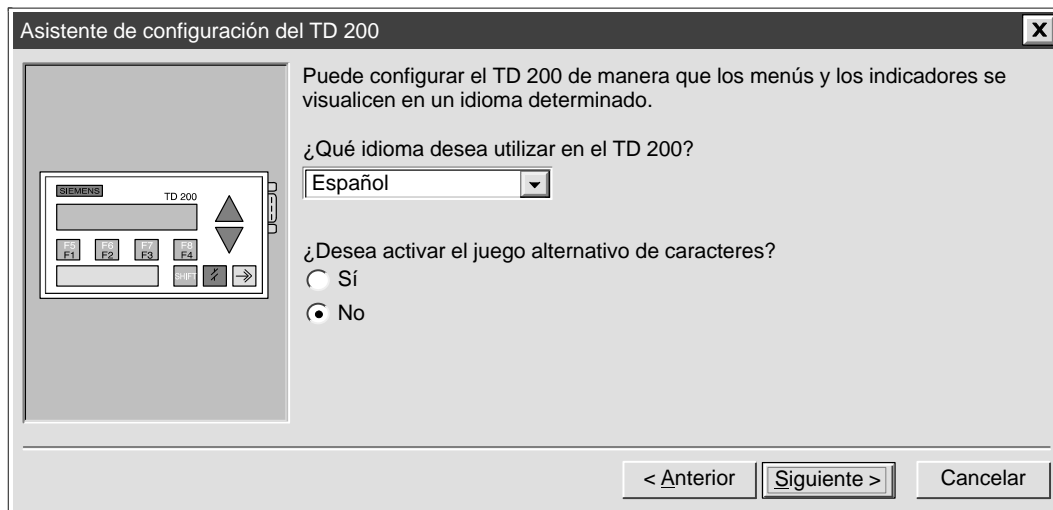 Asistente de configuración del TD 200
X
Puede configurar el TD 200 de manera que los menús y los indicadores se
visualicen en un idioma determinado.
¿Qué idioma desea utilizar en el TD 200?
Español
¿Desea activar el juego alternativo de caracteres?
Sí
No
SIEMENS
TD 200
F5 F6 F7 F8
F1 F2 F3 F4
SHIFT
< Anterior Siguiente > Cancelar